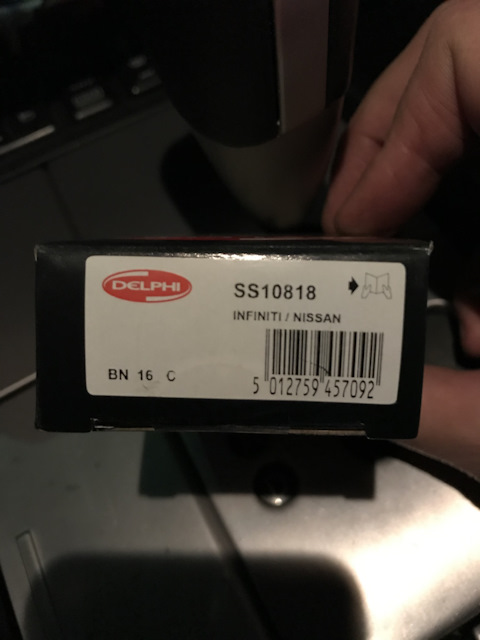 DELPHI
SS10818
INFINITI / NISSAN
BN 16 C
5 012759 457092